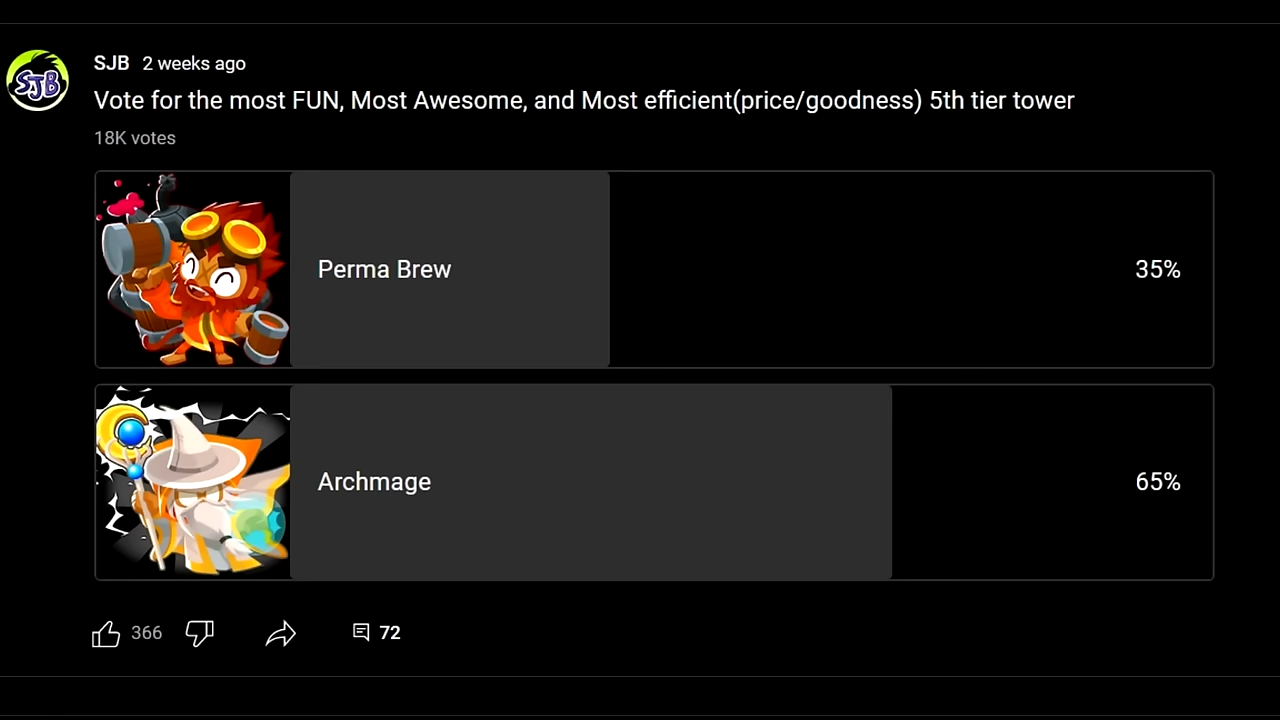 SJB
SJB 2 weeks ago
Vote for the most FUN, Most Awesome, and Most efficient(price/goodness) 5th tier tower
18K votes
Perma Brew 35%
Archmage 65%
366 72